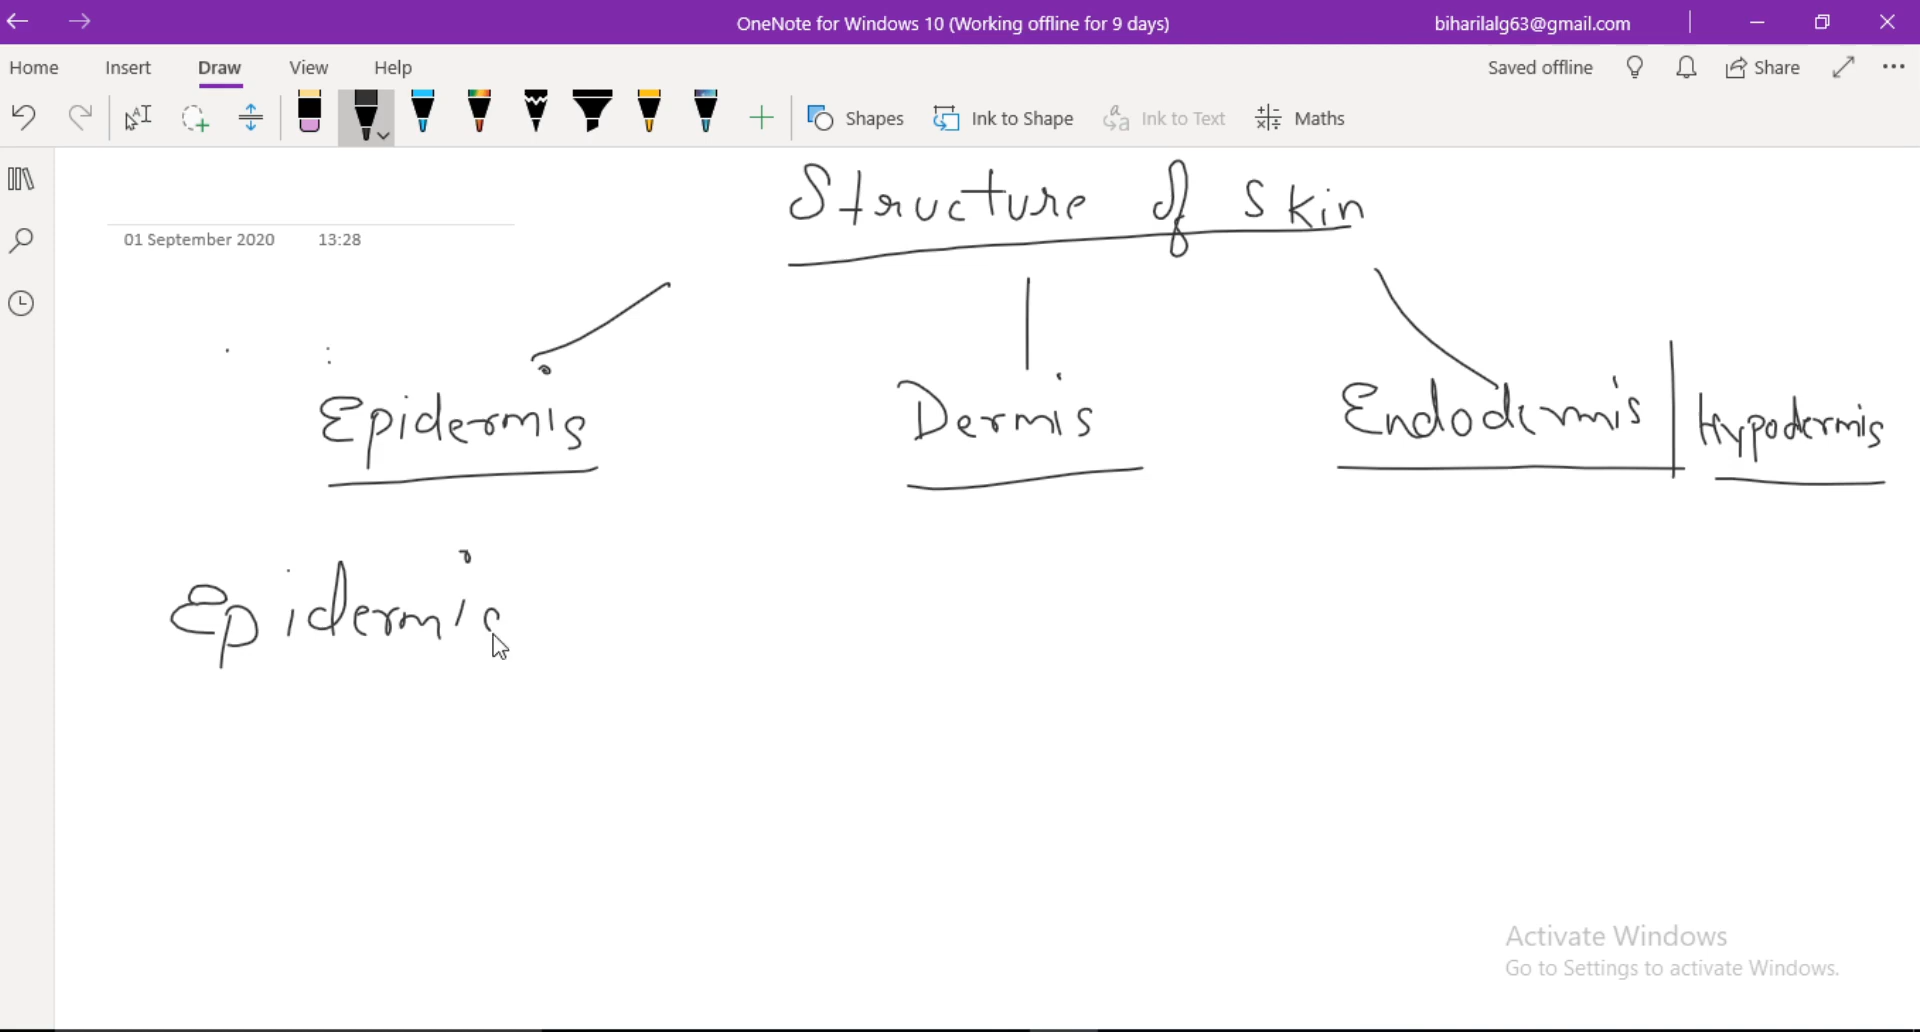 OneNote for Windows 10 (Working offline for 9 days) biharilalg63@gmail.com
Home Insert Draw View Help Saved offline Share
Shapes Ink to Shape Ink to Text Maths
Structure of Skin
01 September 2020 13:28
Epidermis Dermis Endodermis | Hypodermis
Epidermis
Activate Windows
Go to Settings to activate Windows.